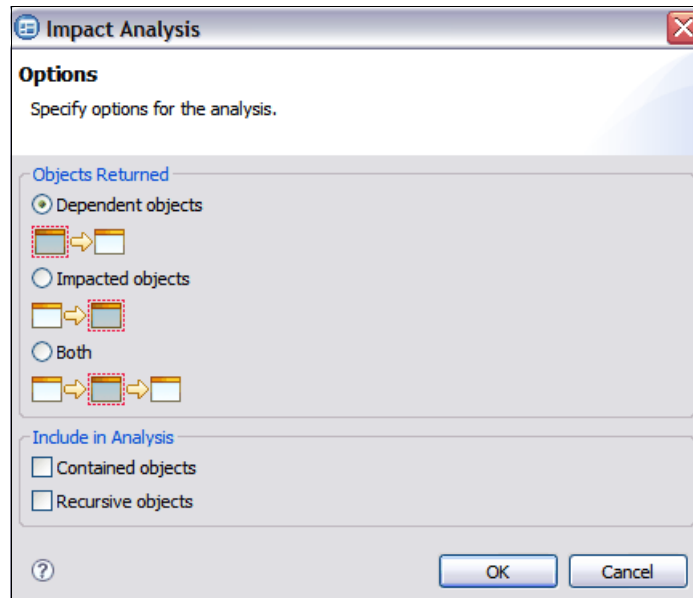 Impact Analysis
Options
Specify options for the analysis.
Objects Returned
Dependent objects
Impacted objects
Both
Include in Analysis
Contained objects
Recursive objects
?
OK
Cancel